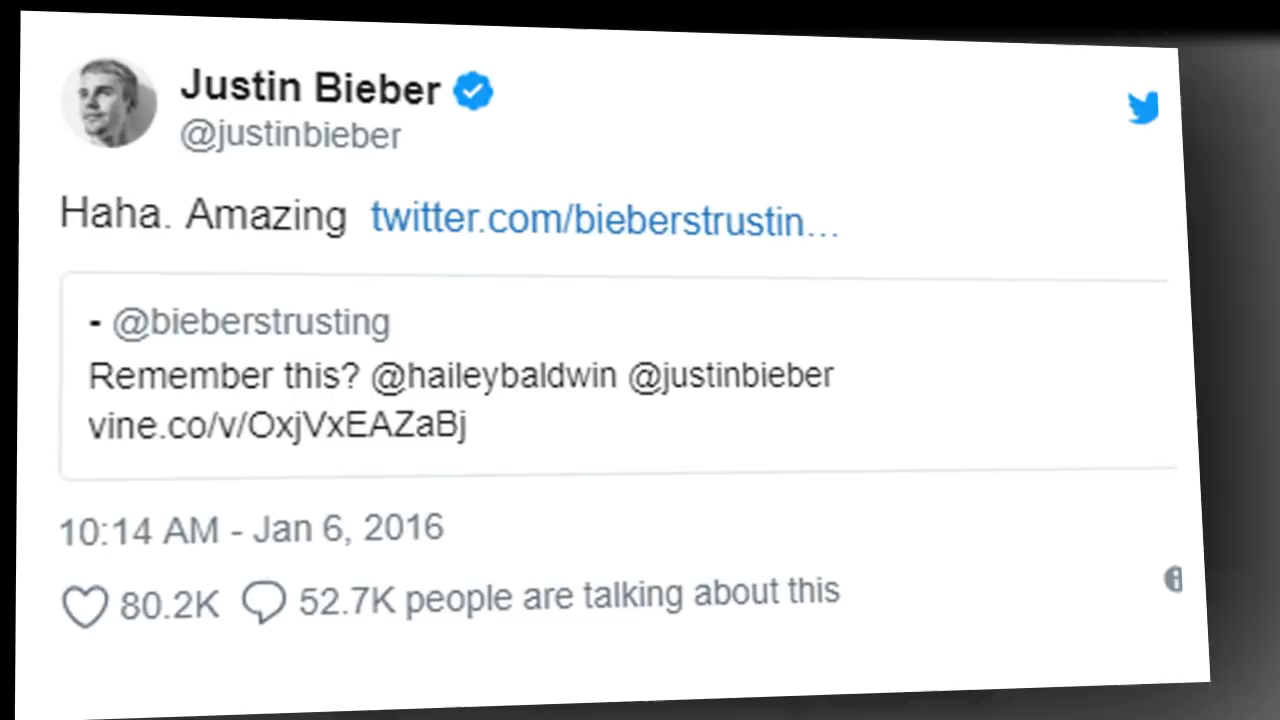 Justin Bieber
@justinbieber
Haha. Amazing twitter.com/bieberstrustin...
- @bieberstrusting
Remember this? @haileybaldwin @justinbieber
vine.co/v/OxjVxEAZaBj
10:14 AM - Jan 6, 2016
80.2K 52.7K people are talking about this